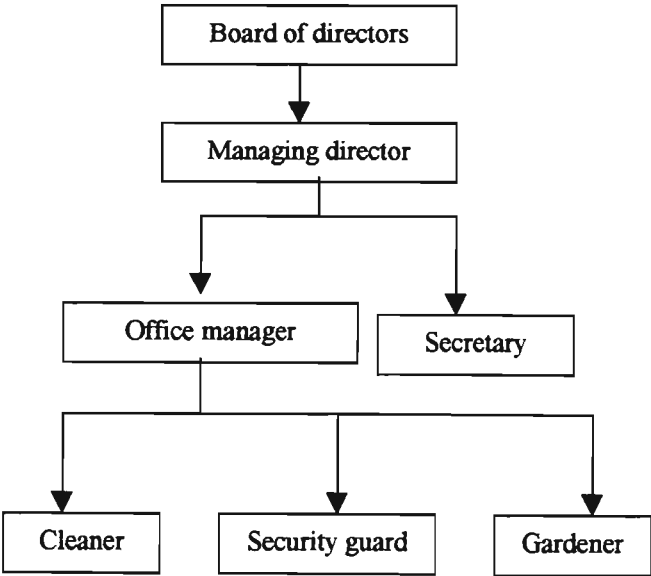 Board of directors
Managing director
Office manager
Secretary
Cleaner
Security guard
Gardener